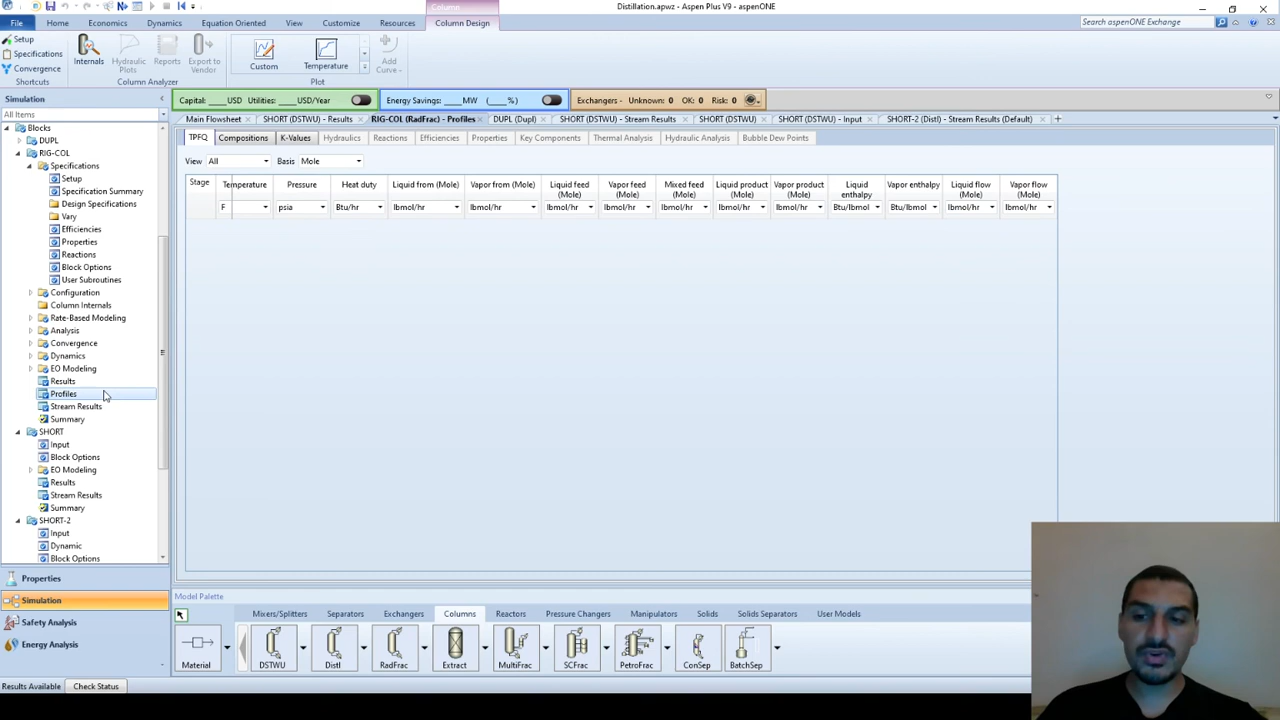 Column
Distillation.apwz - Aspen Plus V9 - aspenONE
File
Home
Economics
Dynamics
Equation Oriented
View
Customize
Resources
Column Design
Search aspenONE Exchange
Setup
Specifications
Convergence
Shortcuts
Internals
Hydraulic Plots
Reports
Export to Vendor
Column Analyzer
Custom
Temperature
Plot
Add Curve
Simulation
All Items
Capital: ____USD Utilities: ____USD/Year
Energy Savings: ____MW (____%)
Exchangers - Unknown: 0 OK: 0 Risk: 0
Main Flowsheet
SHORT (DSTWU) - Results
RIG-COL (RadFrac) - Profiles
DUPL (Dupl)
SHORT (DSTWU) - Stream Results
SHORT (DSTWU)
SHORT (DSTWU) - Input
SHORT-2 (Distl) - Stream Results (Default)
TPFQ
Compositions
K-Values
Hydraulics
Reactions
Efficiencies
Properties
Key Components
Thermal Analysis
Hydraulic Analysis
Bubble Dew Points
View All Basis Mole
Stage
Temperature
Pressure
Heat duty
Liquid from (Mole)
Vapor from (Mole)
Liquid feed (Mole)
Vapor feed (Mole)
Mixed feed (Mole)
Liquid product (Mole)
Vapor product (Mole)
Liquid enthalpy
Vapor enthalpy
Liquid flow (Mole)
Vapor flow (Mole)
F psia Btu/hr lbmol/hr lbmol/hr lbmol/hr lbmol/hr lbmol/hr lbmol/hr lbmol/hr Btu/lbmol Btu/lbmol lbmol/hr lbmol/hr
Blocks
DUPL
RIG-COL
Specifications
Setup
Specification Summary
Design Specifications
Vary
Efficiencies
Properties
Reactions
Block Options
User Subroutines
Configuration
Column Internals
Rate-Based Modeling
Analysis
Convergence
Dynamics
EO Modeling
Results
Profiles
Stream Results
Summary
SHORT
Input
Block Options
EO Modeling
Results
Stream Results
Summary
SHORT-2
Input
Dynamic
Block Options
Properties
Simulation
Safety Analysis
Energy Analysis
Model Palette
Mixers/Splitters
Separators
Exchangers
Columns
Reactors
Pressure Changers
Manipulators
Solids
Solids Separators
User Models
Material
DSTWU
Distl
RadFrac
Extract
MultiFrac
SCFrac
PetroFrac
ConSep
BatchSep
Results Available
Check Status